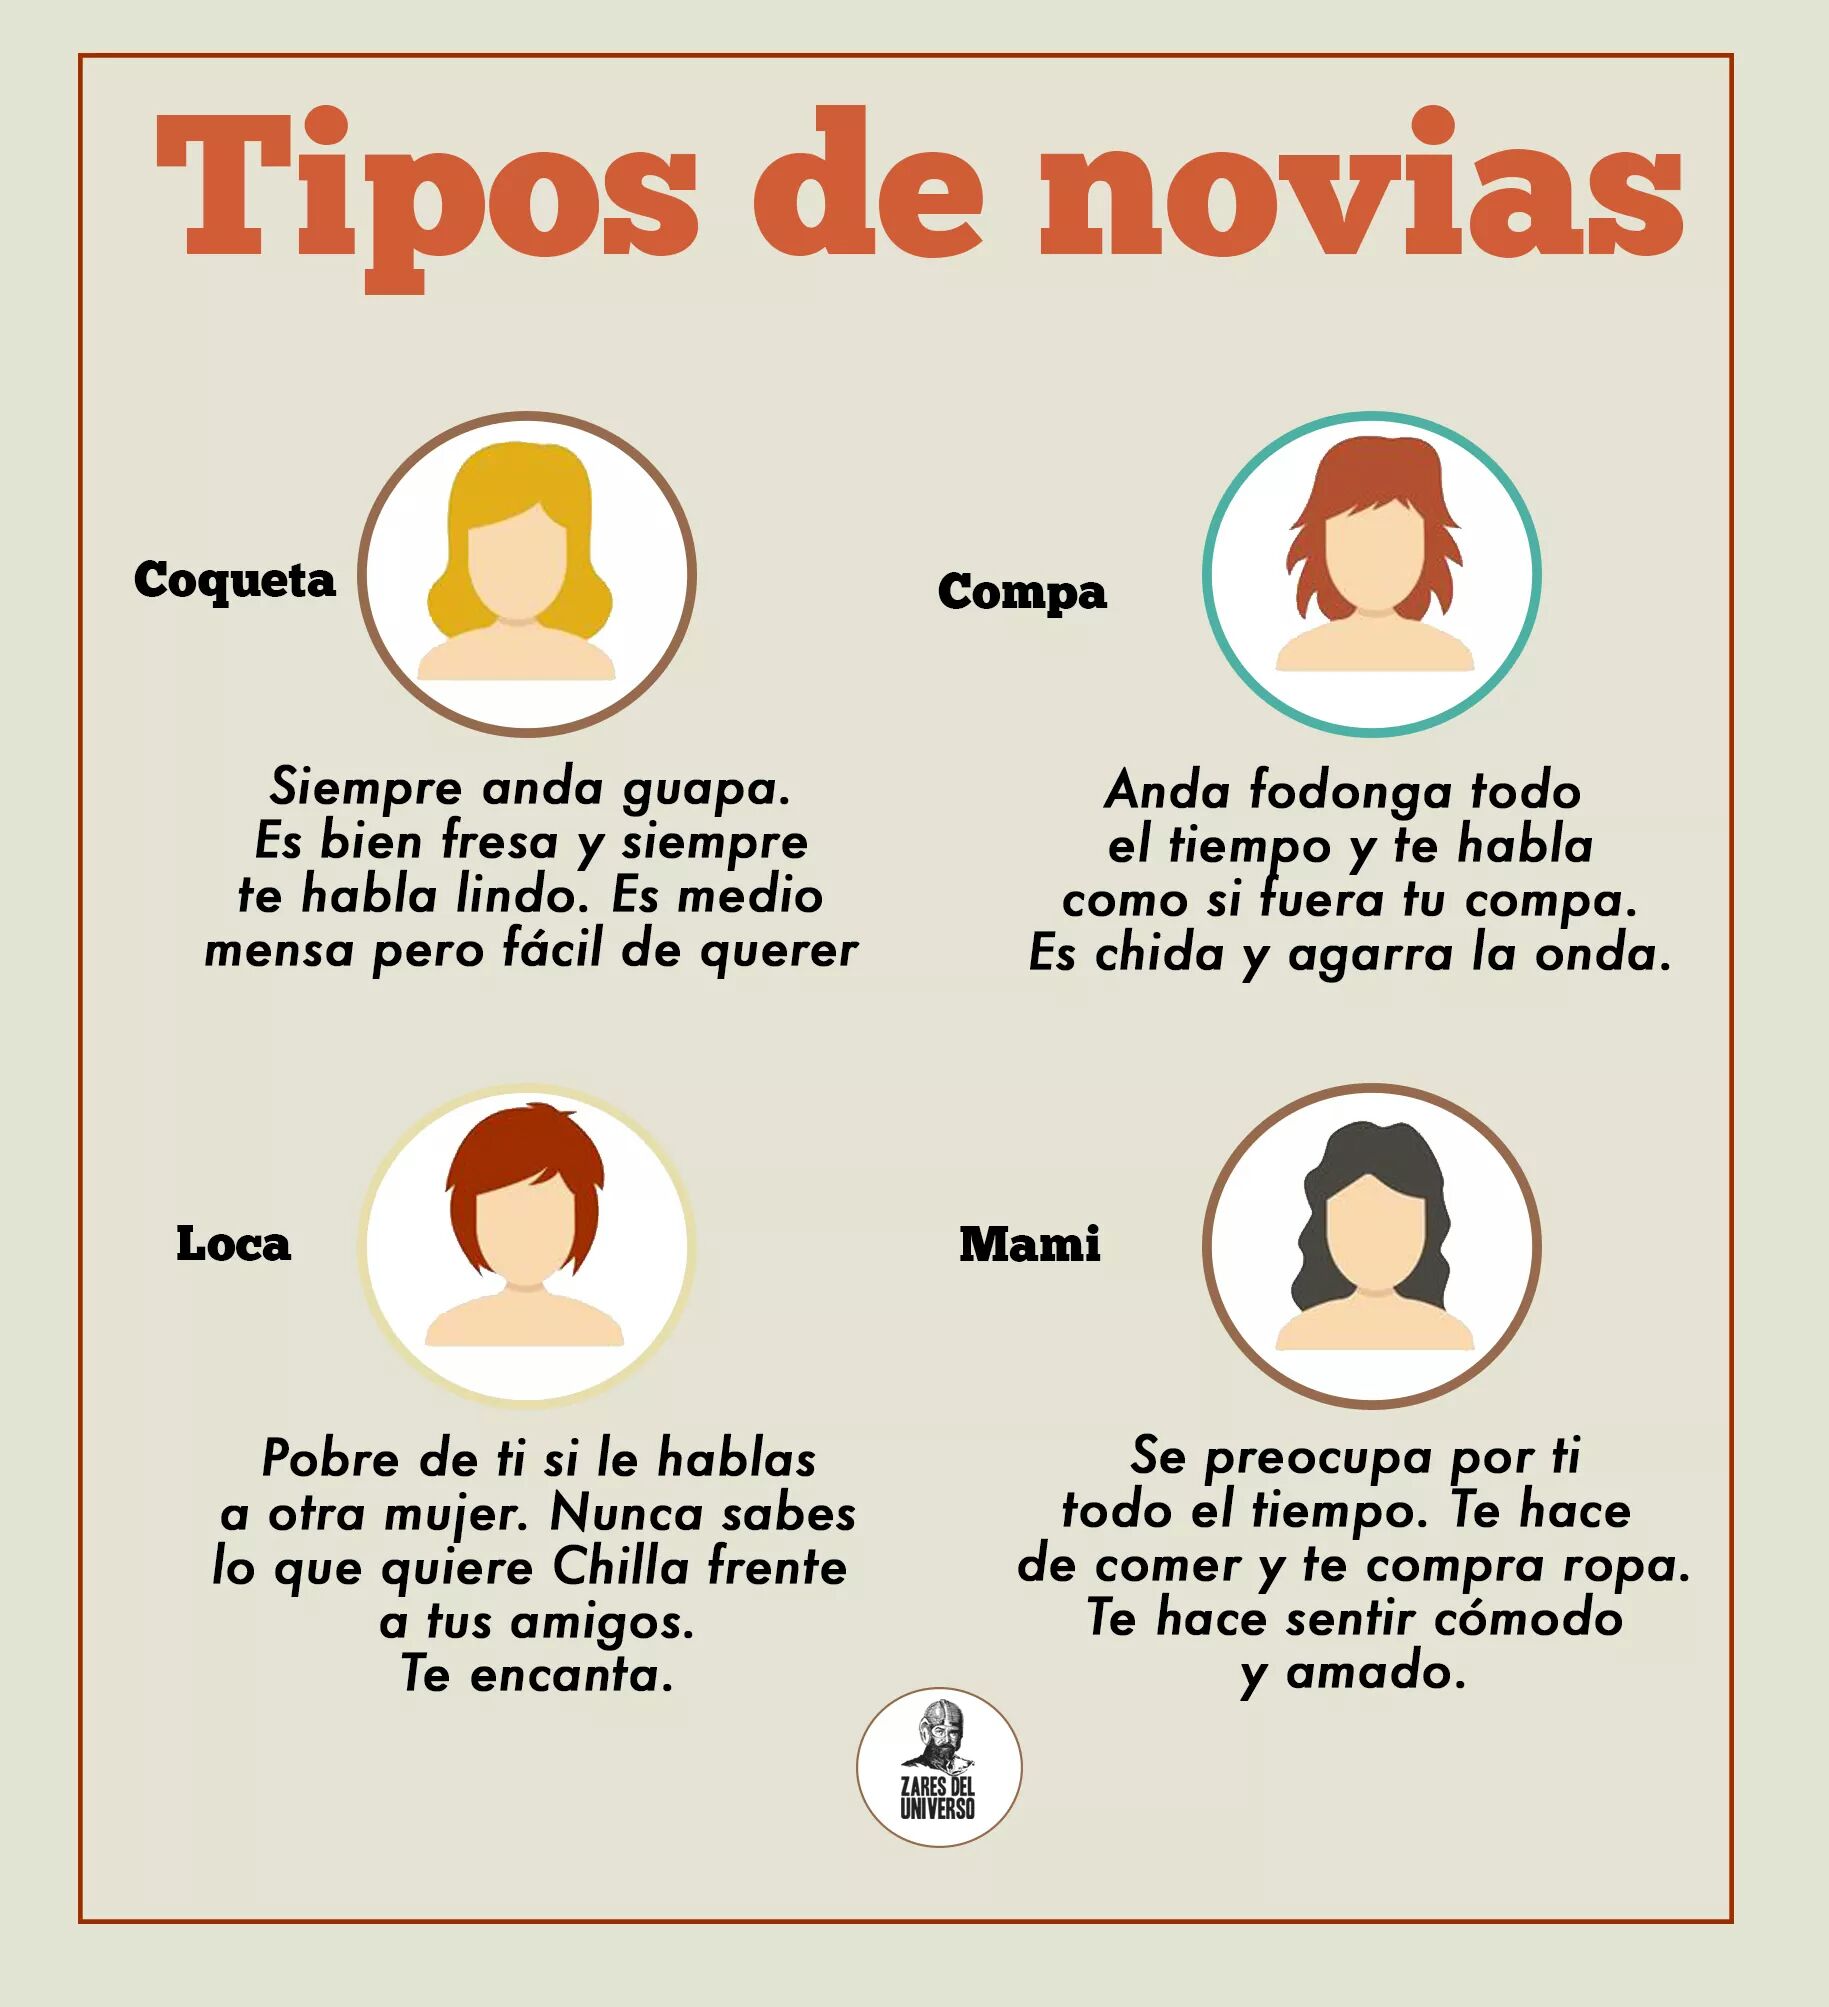 Tipos de novias
Coqueta
Siempre anda guapa.
Es bien fresa y siempre
te habla lindo. Es medio
mensa pero fácil de querer
Compa
Anda fodonga todo
el tiempo y te habla
como si fuera tu compa.
Es chida y agarra la onda.
Loca
Pobre de ti si le hablas
a otra mujer. Nunca sabes
lo que quiere Chilla frente
a tus amigos.
Te encanta.
Mami
Se preocupa por ti
todo el tiempo. Te hace
de comer y te compra ropa.
Te hace sentir cómodo
y amado.
ZARES DEL
UNIVERSO